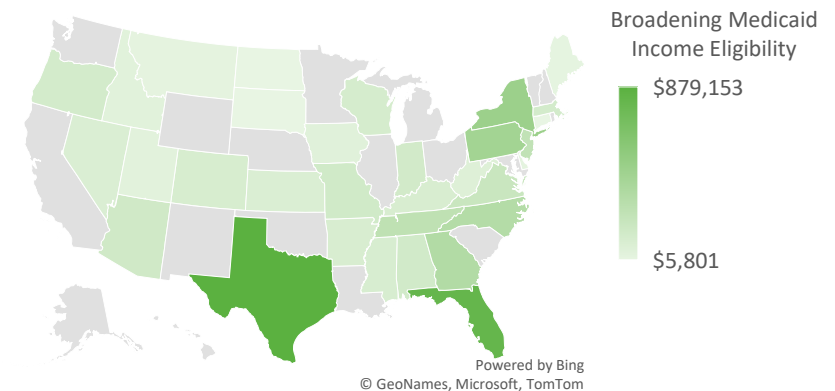 Broadening Medicaid
Income Eligibility
$879,153
$5,801
Powered by Bing
© GeoNames, Microsoft, TomTom